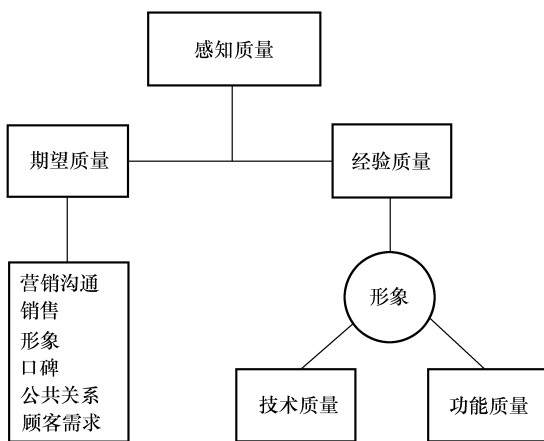 感知质量
期望质量
经验质量
营销沟通
销售
形象
口碑
公共关系
顾客需求
形象
技术质量
功能质量